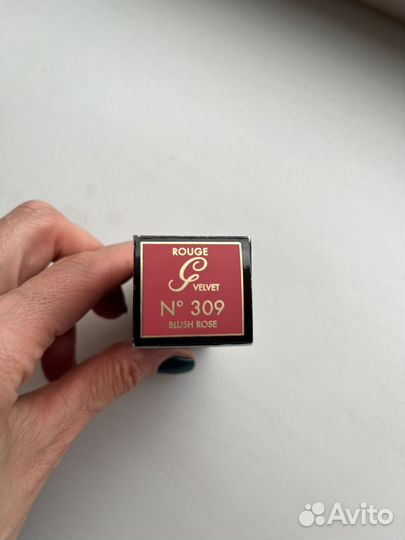 ROUGE
G
VELVET
N° 309
BLUSH ROSE
Avito